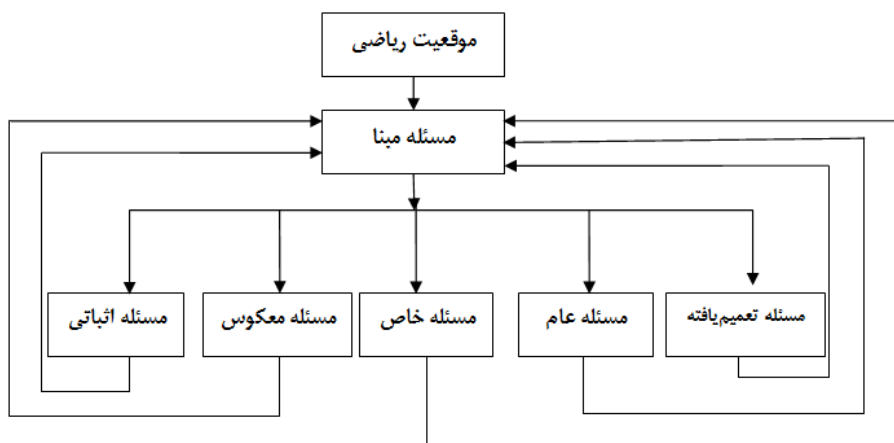 موقعیت ریاضی
مسئله مبنا
مسئله تعمیم‌یافته
مسئله عام
مسئله خاص
مسئله معکوس
مسئله اثباتی